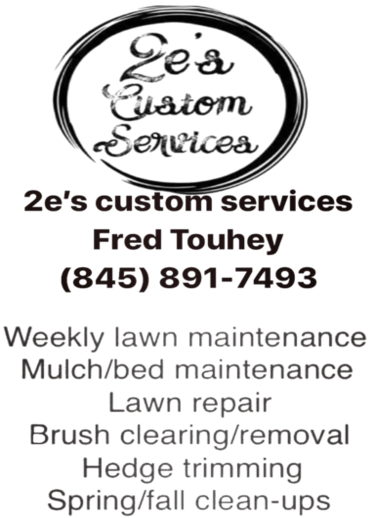 2e's
Custom
Services
2e's custom services
Fred Touhey
(845) 891-7493
Weekly lawn maintenance
Mulch/bed maintenance
Lawn repair
Brush clearing/removal
Hedge trimming
Spring/fall clean-ups